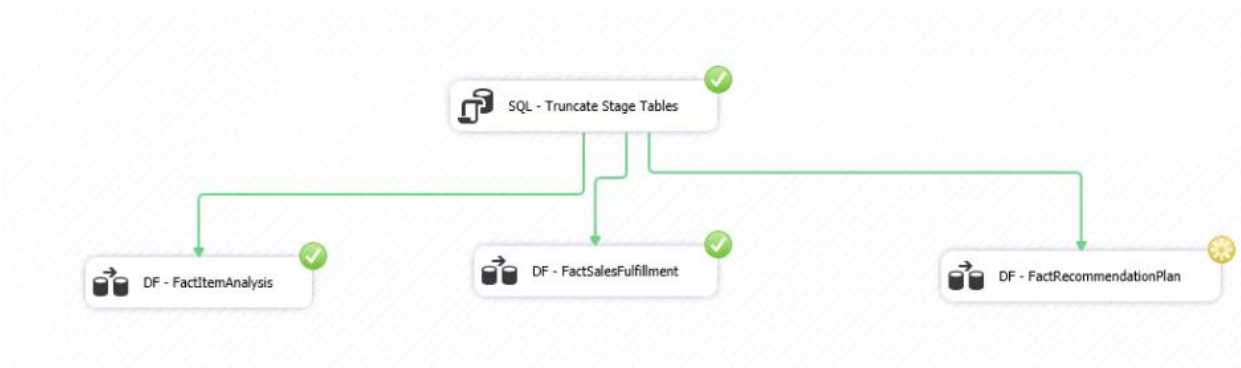 SQL - Truncate Stage Tables
DF - FactItemAnalysis
DF - FactSalesFulfillment
DF - FactRecommendationPlan